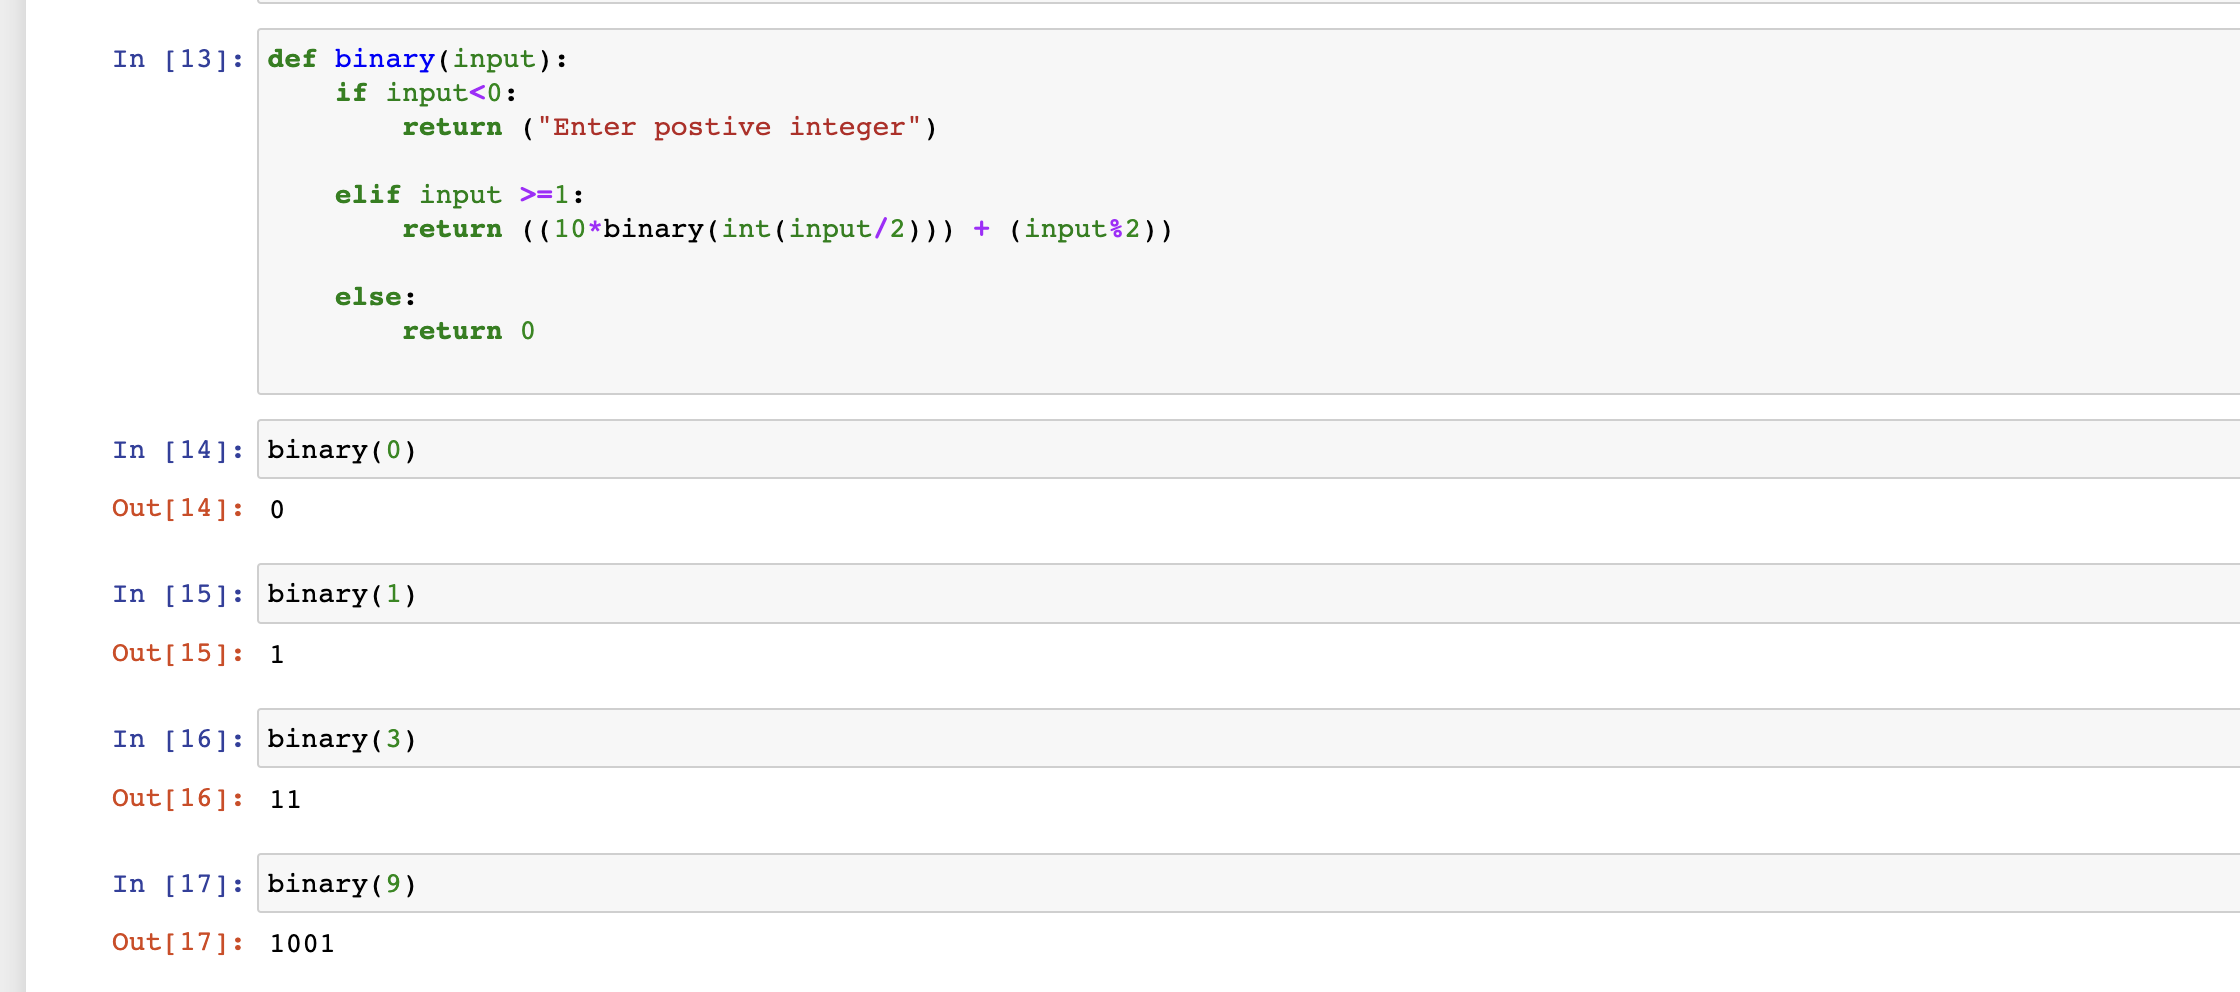 In [13]: def binary(input):
    if input<0:
        return ("Enter postive integer")
    elif input >=1:
        return ((10*binary(int(input/2))) + (input%2))
    else:
        return 0
In [14]: binary(0)
Out[14]: 0
In [15]: binary(1)
Out[15]: 1
In [16]: binary(3)
Out[16]: 11
In [17]: binary(9)
Out[17]: 1001